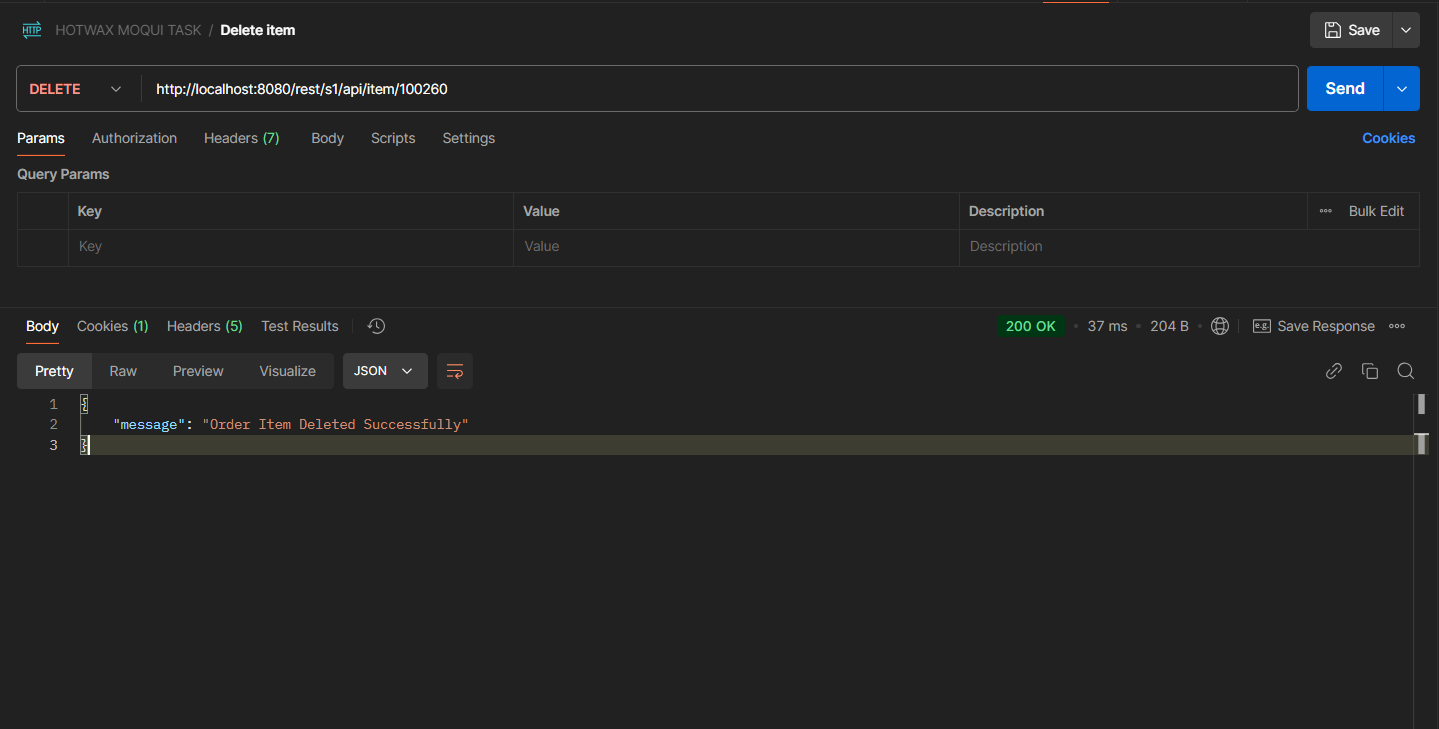 HTTP HOTWAX MOQUI TASK / Delete item Save
DELETE http://localhost:8080/rest/s1/api/item/100260 Send
Params Authorization Headers (7) Body Scripts Settings Cookies
Query Params
Key Value Description Bulk Edit
Key Value Description
Body Cookies (1) Headers (5) Test Results 200 OK • 37 ms • 204 B • e.g. Save Response
Pretty Raw Preview Visualize JSON
1 {
2 "message": "Order Item Deleted Successfully"
3 }